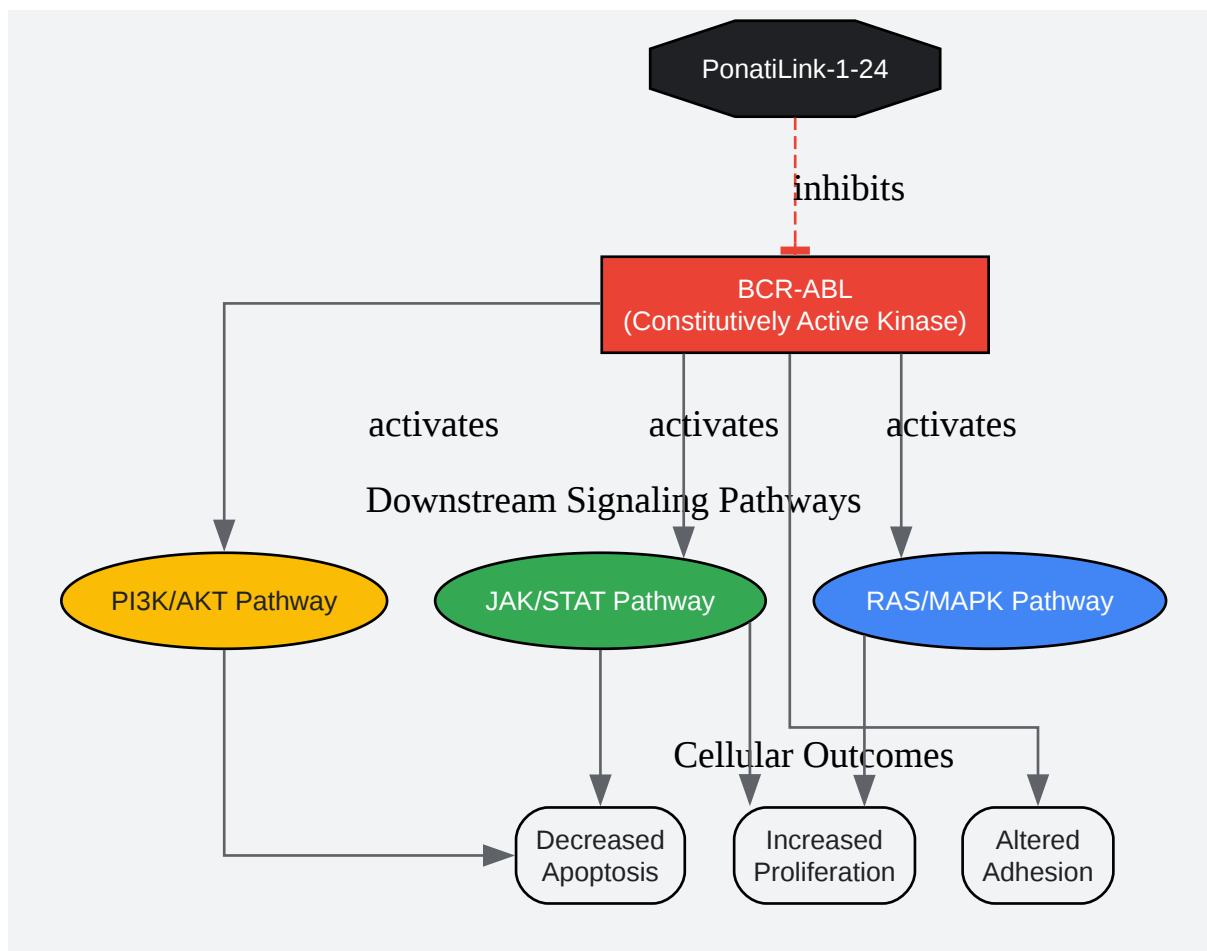 PonatiLink-1-24
inhibits
BCR-ABL
(Constitutively Active Kinase)
activates
activates
activates
Downstream Signaling Pathways
PI3K/AKT Pathway
JAK/STAT Pathway
RAS/MAPK Pathway
Cellular Outcomes
Decreased
Apoptosis
Increased
Proliferation
Altered
Adhesion